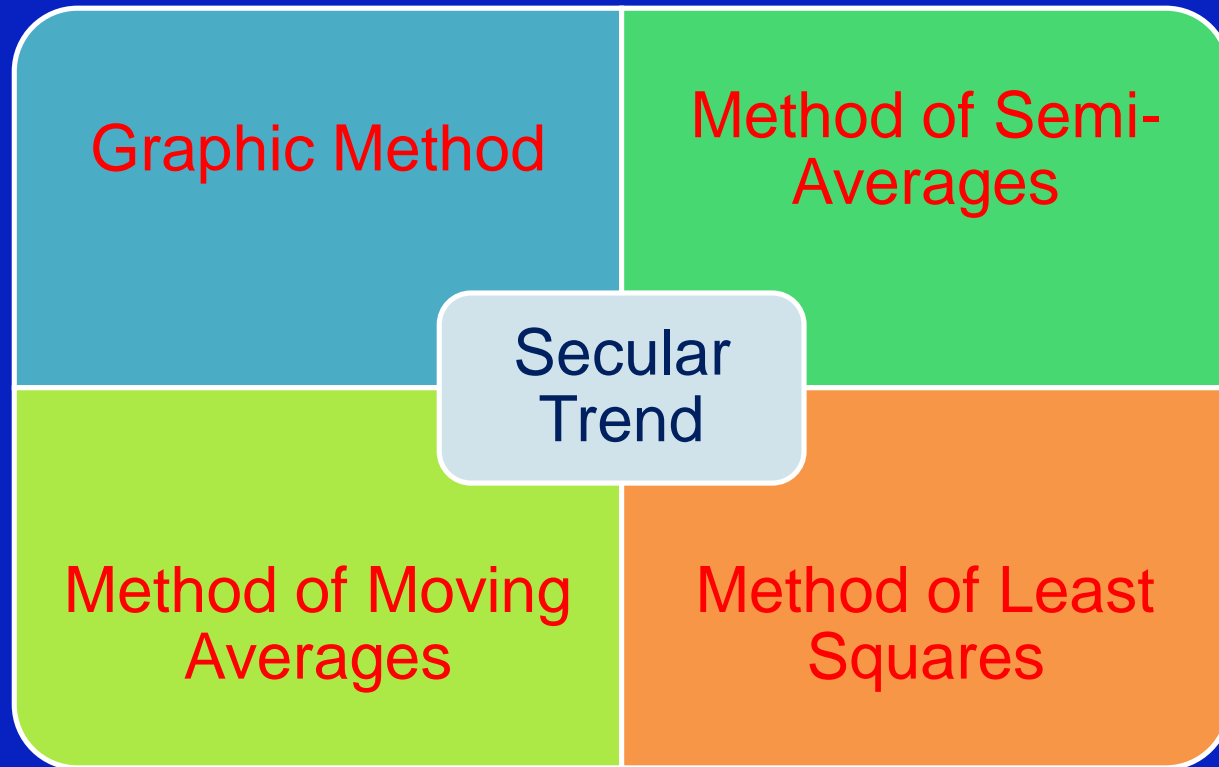 Graphic Method
Method of Semi-
Averages
Secular
Trend
Method of Moving
Averages
Method of Least
Squares